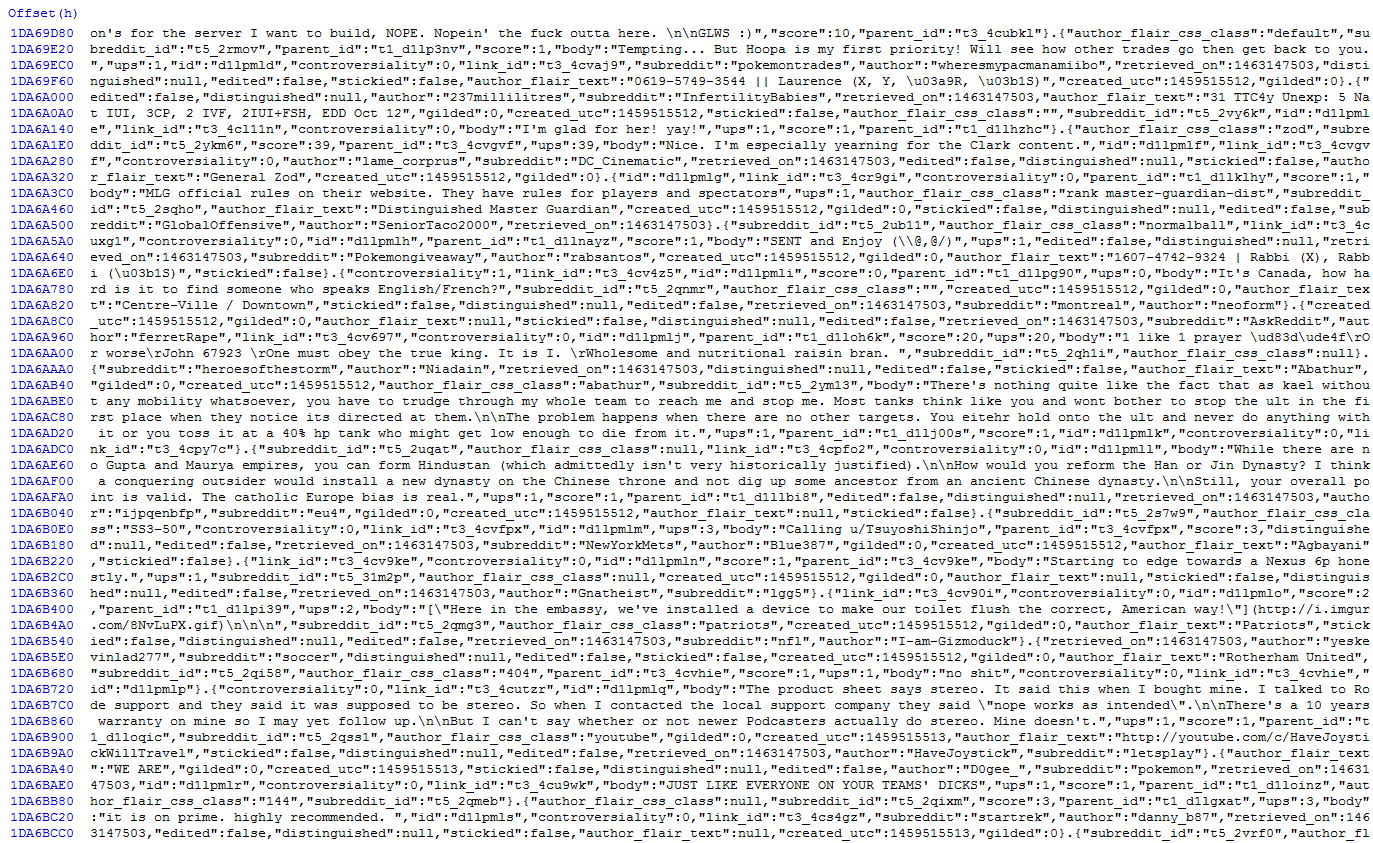 Offset(h)
1DA69D80 on's for the server I want to build, NOPE. Nopein' the fuck outta here. \n\nGLWS :)","score":10,"parent_id":"t3_4cubkl"}.{"author_flair_css_class":"default","su
1DA69E20 breddit_id":"t5_2rmov","parent_id":"t1_d1lp3nv","score":1,"body":"Tempting... But Hoopa is my first priority! Will see how other trades go then get back to you.
1DA69EC0 ","ups":1,"id":"d1lpmld","controversiality":0,"link_id":"t3_4cvaj9","subreddit":"pokemontrades","author":"wheresmypacmanamiibo","retrieved_on":1463147503,"disti
1DA69F60 nguished":null,"edited":false,"stickied":false,"author_flair_text":"0619-5749-3544 || Laurence (X, Y, \u03a9R, \u03b1S)","created_utc":1459515512,"gilded":0}.{"
1DA6A000 edited":false,"distinguished":null,"author":"237millilitres","subreddit":"InfertilityBabies","retrieved_on":1463147503,"author_flair_text":"31 TTC4y Unexp: 5 Na
1DA6A0A0 t IUI, 3CP, 2 IVF, 2IUI+FSH, EDD Oct 12","gilded":0,"created_utc":1459515512,"stickied":false,"author_flair_css_class":"","subreddit_id":"t5_2vy6k","id":"d1lpml
1DA6A140 e","link_id":"t3_4cl11n","controversiality":0,"body":"I'm glad for her! yay!","ups":1,"score":1,"parent_id":"t1_d1lhzhc"}.{"author_flair_css_class":"zod","subre
1DA6A1E0 ddit_id":"t5_2ykm6","score":39,"parent_id":"t3_4cvgvf","ups":39,"body":"Nice. I'm especially yearning for the Clark content.","id":"d1lpmlf","link_id":"t3_4cvgv
1DA6A280 f","controversiality":0,"author":"lame_corprus","subreddit":"DC_Cinematic","retrieved_on":1463147503,"edited":false,"distinguished":null,"stickied":false,"autho
1DA6A320 r_flair_text":"General Zod","created_utc":1459515512,"gilded":0}.{"id":"d1lpmlg","link_id":"t3_4cr9gi","controversiality":0,"parent_id":"t1_d1lklhy","score":1,"
1DA6A3C0 body":"MLG official rules on their website. They have rules for players and spectators","ups":1,"author_flair_css_class":"rank master-guardian-dist","subreddit_
1DA6A460 id":"t5_2sqho","author_flair_text":"Distinguished Master Guardian","created_utc":1459515512,"gilded":0,"stickied":false,"distinguished":null,"edited":false,"sub
1DA6A500 reddit":"GlobalOffensive","author":"SeniorTaco2000","retrieved_on":1463147503}.{"subreddit_id":"t5_2ub11","author_flair_css_class":"normalball","link_id":"t3_4c
1DA6A5A0 uxg1","controversiality":0,"id":"d1lpmlh","parent_id":"t1_d1lnayz","score":1,"body":"SENT and Enjoy (\\@,@/)","ups":1,"edited":false,"distinguished":null,"retri
1DA6A640 eved_on":1463147503,"subreddit":"Pokemongiveaway","author":"rabsantos","created_utc":1459515512,"gilded":0,"author_flair_text":"1607-4742-9324 | Rabbi (X), Rabb
1DA6A6E0 i (\u03b1S)","stickied":false}.{"controversiality":1,"link_id":"t3_4cv4z5","id":"d1lpmli","score":0,"parent_id":"t1_d1lpg90","ups":0,"body":"It's Canada, how ha
1DA6A780 rd is it to find someone who speaks English/French?","subreddit_id":"t5_2qnmr","author_flair_css_class":"","created_utc":1459515512,"gilded":0,"author_flair_tex
1DA6A820 t":"Centre-Ville / Downtown","stickied":false,"distinguished":null,"edited":false,"retrieved_on":1463147503,"subreddit":"montreal","author":"neoform"}.{"created
1DA6A8C0 _utc":1459515512,"gilded":0,"author_flair_text":null,"stickied":false,"distinguished":null,"edited":false,"retrieved_on":1463147503,"subreddit":"AskReddit","aut
1DA6A960 hor":"ferretRape","link_id":"t3_4cv697","controversiality":0,"id":"d1lpmlj","parent_id":"t1_d1loh6k","score":20,"ups":20,"body":"1 like 1 prayer \ud83d\ude4f\rO
1DA6AA00 r worse\rJohn 67923 \rOne must obey the true king. It is I. \rWholesome and nutritional raisin bran. ","subreddit_id":"t5_2qh1i","author_flair_css_class":null}.
1DA6AAA0 {"subreddit":"heroesofthestorm","author":"Niadain","retrieved_on":1463147503,"distinguished":null,"edited":false,"stickied":false,"author_flair_text":"Abathur",
1DA6AB40 "gilded":0,"created_utc":1459515512,"author_flair_css_class":"abathur","subreddit_id":"t5_2ym13","body":"There's nothing quite like the fact that as kael withou
1DA6ABE0 t any mobility whatsoever, you have to trudge through my whole team to reach me and stop me. Most tanks think like you and wont bother to stop the ult in the fi
1DA6AC80 rst place when they notice its directed at them.\n\nThe problem happens when there are no other targets. You eitehr hold onto the ult and never do anything with
1DA6AD20 it or you toss it at a 40% hp tank who might get low enough to die from it.","ups":1,"parent_id":"t1_d1lj00s","score":1,"id":"d1lpmlk","controversiality":0,"li
1DA6ADC0 nk_id":"t3_4cpy7c"}.{"subreddit_id":"t5_2uqat","author_flair_css_class":null,"link_id":"t3_4cpfo2","controversiality":0,"id":"d1lpmll","body":"While there are n
1DA6AE60 o Gupta and Maurya empires, you can form Hindustan (which admittedly isn't very historically justified).\n\nHow would you reform the Han or Jin Dynasty? I think
1DA6AF00 a conquering outsider would install a new dynasty on the Chinese throne and not dig up some ancestor from an ancient Chinese dynasty.\n\nStill, your overall po
1DA6AFA0 int is valid. The catholic Europe bias is real.","ups":1,"score":1,"parent_id":"t1_d1llbi8","edited":false,"distinguished":null,"retrieved_on":1463147503,"autho
1DA6B040 r":"ijpqenbfp","subreddit":"eu4","gilded":0,"created_utc":1459515512,"author_flair_text":null,"stickied":false}.{"subreddit_id":"t5_2s7w9","author_flair_css_cla
1DA6B0E0 ss":"SS3-50","controversiality":0,"link_id":"t3_4cvfpx","id":"d1lpmlm","ups":3,"body":"Calling u/TsuyoshiShinjo","parent_id":"t3_4cvfpx","score":3,"distinguishe
1DA6B180 d":null,"edited":false,"retrieved_on":1463147503,"subreddit":"NewYorkMets","author":"Blue387","gilded":0,"created_utc":1459515512,"author_flair_text":"Agbayani"
1DA6B220 ,"stickied":false}.{"link_id":"t3_4cv9ke","controversiality":0,"id":"d1lpmln","score":1,"parent_id":"t3_4cv9ke","body":"Starting to edge towards a Nexus 6p hone
1DA6B2C0 stly.","ups":1,"subreddit_id":"t5_31m2p","author_flair_css_class":null,"created_utc":1459515512,"gilded":0,"author_flair_text":null,"stickied":false,"distinguis
1DA6B360 hed":null,"edited":false,"retrieved_on":1463147503,"author":"Gnatheist","subreddit":"lgg5"}.{"link_id":"t3_4cv90i","controversiality":0,"id":"d1lpmlo","score":2
1DA6B400 ,"parent_id":"t1_d1lpi39","ups":2,"body":"[\"Here in the embassy, we've installed a device to make our toilet flush the correct, American way!\"](http://i.imgur
1DA6B4A0 .com/8NvLuPX.gif)\n\n\n","subreddit_id":"t5_2qmg3","author_flair_css_class":"patriots","created_utc":1459515512,"gilded":0,"author_flair_text":"Patriots","stick
1DA6B540 ied":false,"distinguished":null,"edited":false,"retrieved_on":1463147503,"subreddit":"nfl","author":"I-am-Gizmoduck"}.{"retrieved_on":1463147503,"author":"yeske
1DA6B5E0 vinlad277","subreddit":"soccer","distinguished":null,"edited":false,"stickied":false,"created_utc":1459515512,"gilded":0,"author_flair_text":"Rotherham United",
1DA6B680 "subreddit_id":"t5_2qi58","author_flair_css_class":"404","parent_id":"t3_4cvhie","score":1,"ups":1,"body":"no shit","controversiality":0,"link_id":"t3_4cvhie","
1DA6B720 id":"d1lpmlp"}.{"controversiality":0,"link_id":"t3_4cutzr","id":"d1lpmlq","body":"The product sheet says stereo. It said this when I bought mine. I talked to Ro
1DA6B7C0 de support and they said it was supposed to be stereo. So when I contacted the local support company they said \"nope works as intended\".\n\nThere's a 10 years
1DA6B860 warranty on mine so I may yet follow up.\n\nBut I can't say whether or not newer Podcasters actually do stereo. Mine doesn't.","ups":1,"score":1,"parent_id":"t
1DA6B900 1_d1loqic","subreddit_id":"t5_2qss1","author_flair_css_class":"youtube","gilded":0,"created_utc":1459515513,"author_flair_text":"http://youtube.com/c/HaveJoysti
1DA6B9A0 ckWillTravel","stickied":false,"distinguished":null,"edited":false,"retrieved_on":1463147503,"author":"HaveJoystick","subreddit":"letsplay"}.{"author_flair_text
1DA6BA40 ":"WE ARE","gilded":0,"created_utc":1459515513,"stickied":false,"distinguished":null,"edited":false,"author":"D0gee_","subreddit":"pokemon","retrieved_on":14631
1DA6BAE0 47503,"id":"d1lpmlr","controversiality":0,"link_id":"t3_4cu9wk","body":"JUST LIKE EVERYONE ON YOUR TEAMS' DICKS","ups":1,"score":1,"parent_id":"t1_d1loinz","aut
1DA6BB80 hor_flair_css_class":"144","subreddit_id":"t5_2qmeb"}.{"author_flair_css_class":null,"subreddit_id":"t5_2qixm","score":3,"parent_id":"t1_d1lgxat","ups":3,"body"
1DA6BC20 :"it is on prime. highly recommended. ","id":"d1lpmls","controversiality":0,"link_id":"t3_4cs4gz","subreddit":"startrek","author":"danny_b87","retrieved_on":146
1DA6BCC0 3147503,"edited":false,"distinguished":null,"stickied":false,"author_flair_text":null,"created_utc":1459515513,"gilded":0}.{"subreddit_id":"t5_2vrf0","author_fl